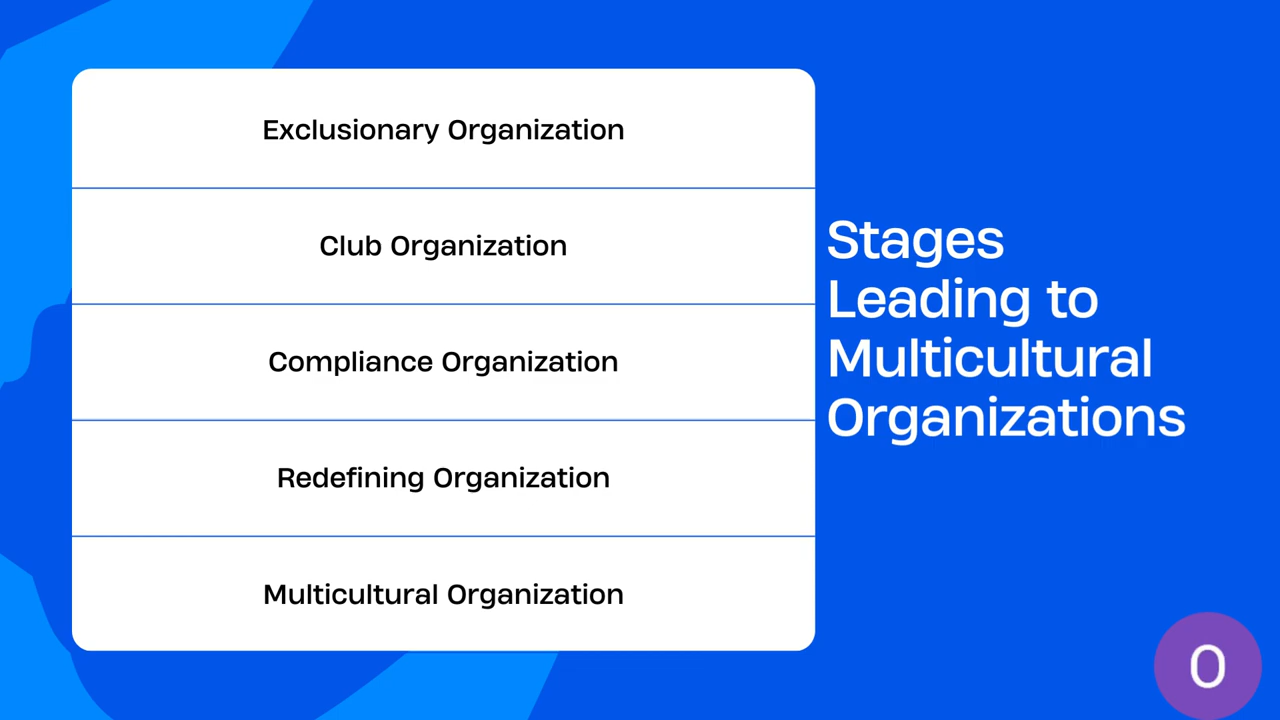 Exclusionary Organization
Club Organization
Compliance Organization
Redefining Organization
Multicultural Organization
Stages
Leading to
Multicultural
Organizations
O